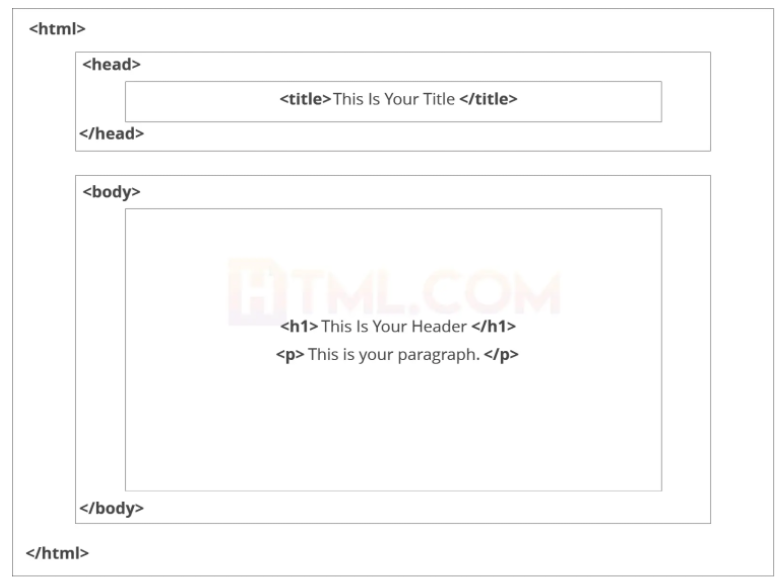 <html>
<head>
<title>This Is Your Title </title>
</head>
<body>
HTML.COM
<h1> This Is Your Header </h1>
<p> This is your paragraph. </p>
</body>
</html>